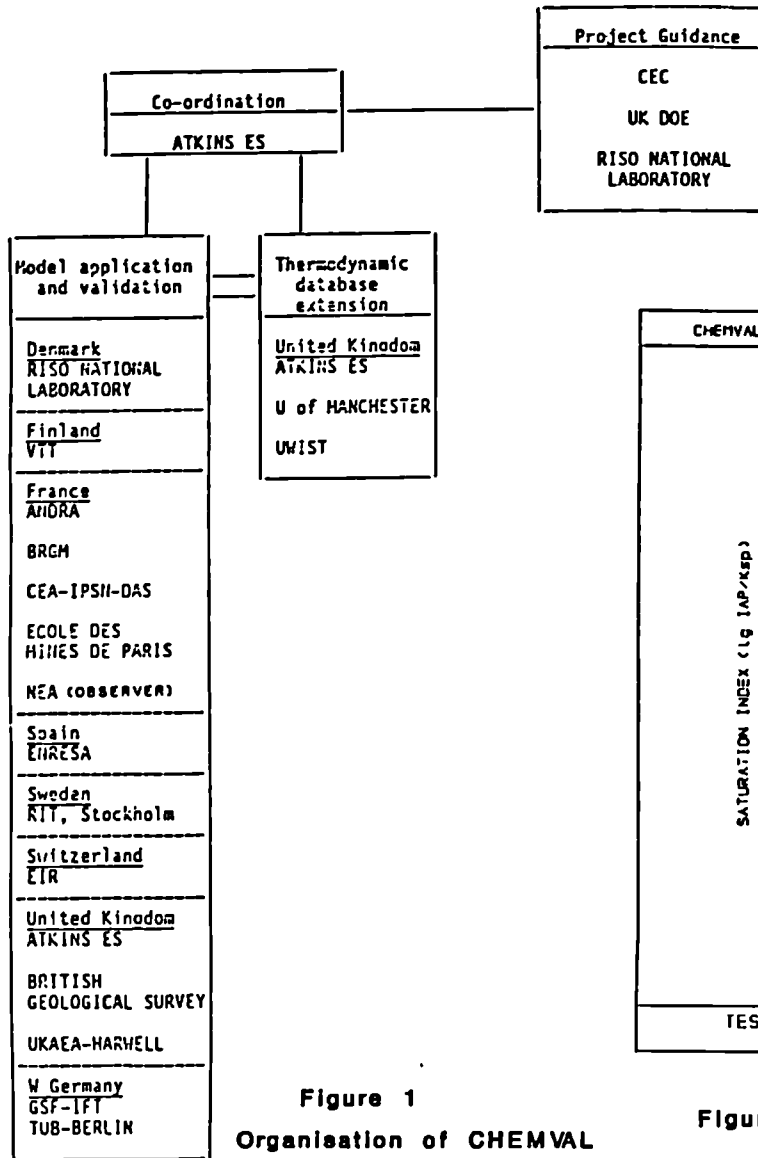 Project Guidance
CEC
UK DOE
RISO NATIONAL
LABORATORY
Co-ordination
ATKINS ES
Model application
and validation
Denmark
RISO NATIONAL
LABORATORY
Finland
VTT
France
ANDRA
BRGM
CEA-IPSN-DAS
ECOLE DES
MINES DE PARIS
NEA (OBSERVER)
Spain
ENRESA
Sweden
RIT, Stockholm
Switzerland
EIR
United Kingdom
ATKINS ES
BRITISH
GEOLOGICAL SURVEY
UKAEA-HARWELL
W Germany
GSF-IFT
TUB-BERLIN
Thermodynamic
database
extension
United Kingdom
ATKINS ES
U of MANCHESTER
UWIST
Figure 1
Organisation of CHEMVAL
CHEMVAL
SATURATION INDEX (lg IAP/Ksp)
TES
Figur